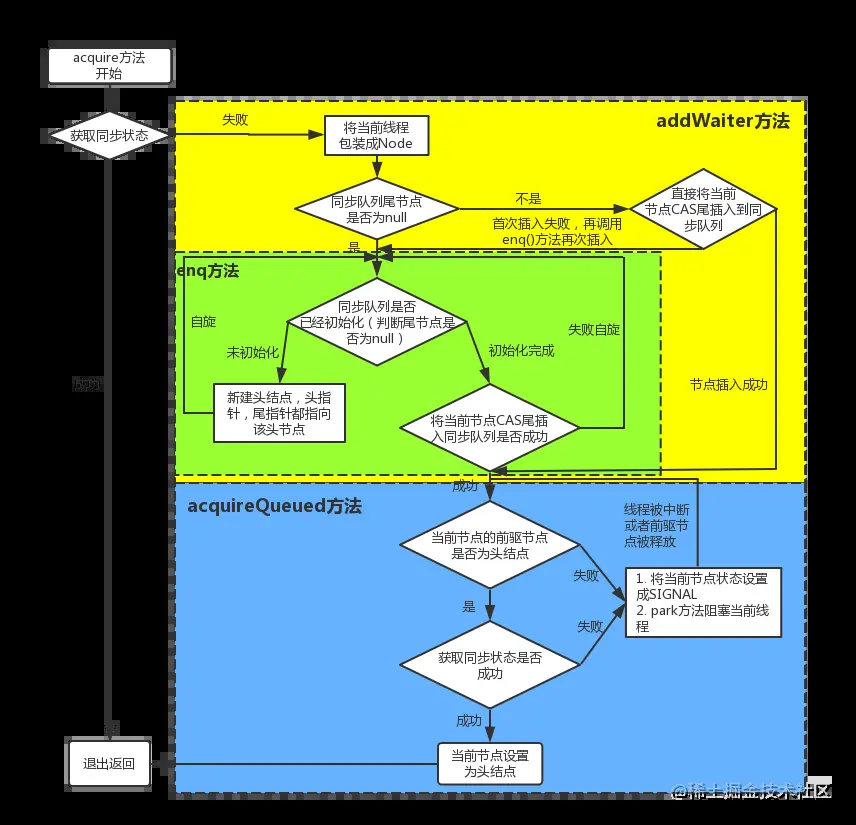 acquire方法
开始
获取同步状态
失败
将当前线程
包装成Node
addWaiter方法
同步队列尾节点
是否为null
不是
直接将当前
节点CAS尾插入到同
步队列
首次插入失败，再调用
enq()方法再次插入
是
enq方法
同步队列是否
已经初始化（判断尾节点是
否为null）
自旋
失败自旋
未初始化
初始化完成
新建头结点，头指
针，尾指针都指向
该头节点
将当前节点CAS尾插
入同步队列是否成功
节点插入成功
成功
成功
acquireQueued方法
线程被中断
或者前驱节
点被释放
当前节点的前驱节点
是否为头结点
失败
1. 将当前节点状态设置
成SIGNAL
2. park方法阻塞当前线
程
是
失败
获取同步状态是否
成功
成功
当前节点设置
为头结点
退出返回
@稀土掘金技术社区